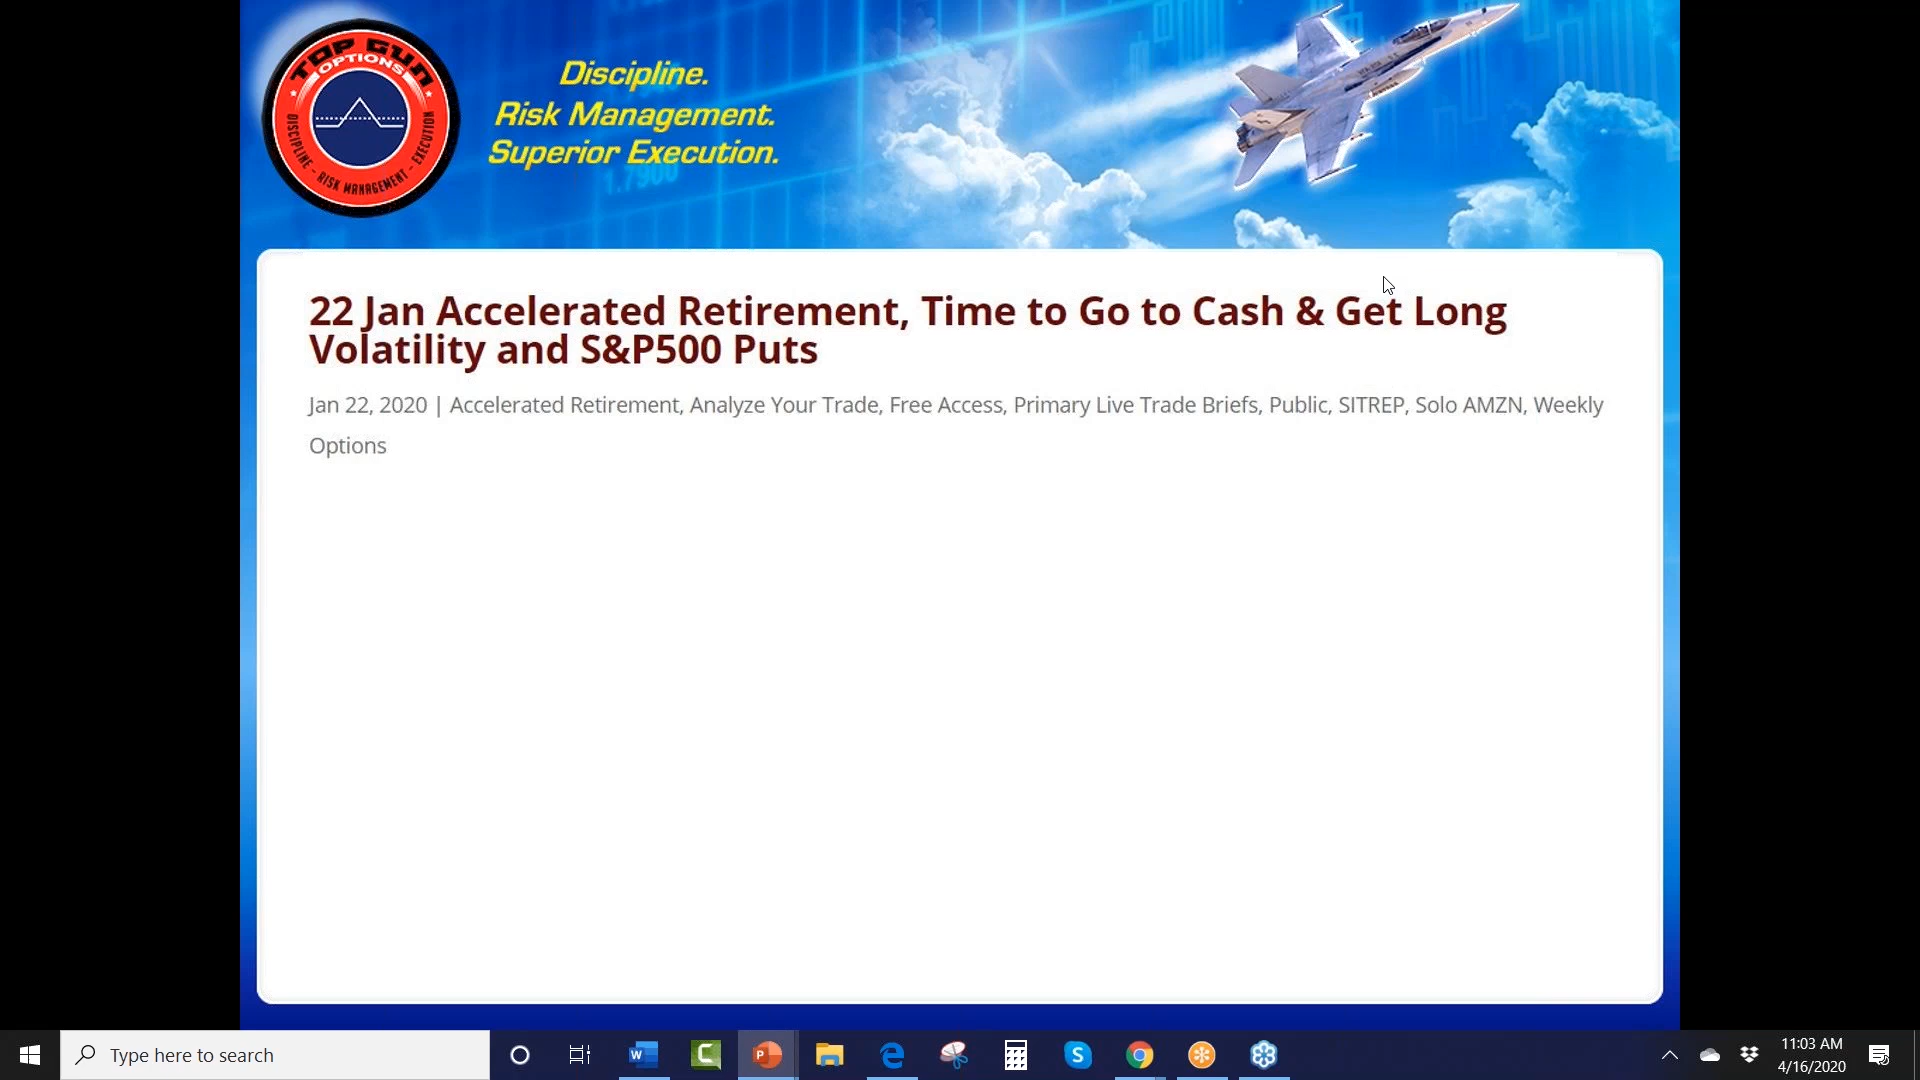 TOP GUN
OPTIONS
DISCIPLINE - RISK MANAGEMENT - EXECUTION
Discipline.
Risk Management.
Superior Execution.
1.7900
22 Jan Accelerated Retirement, Time to Go to Cash & Get Long
Volatility and S&P500 Puts
Jan 22, 2020 | Accelerated Retirement, Analyze Your Trade, Free Access, Primary Live Trade Briefs, Public, SITREP, Solo AMZN, Weekly
Options
Type here to search
11:03 AM
4/16/2020